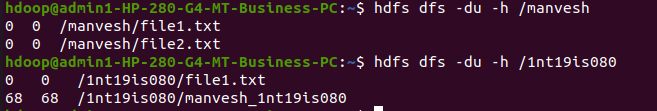 hdoop@admin1-HP-280-G4-MT-Business-PC:~$ hdfs dfs -du -h /manvesh
0  0  /manvesh/file1.txt
0  0  /manvesh/file2.txt
hdoop@admin1-HP-280-G4-MT-Business-PC:~$ hdfs dfs -du -h /1nt19is080
0   0   /1nt19is080/file1.txt
68  68  /1nt19is080/manvesh_1nt19is080